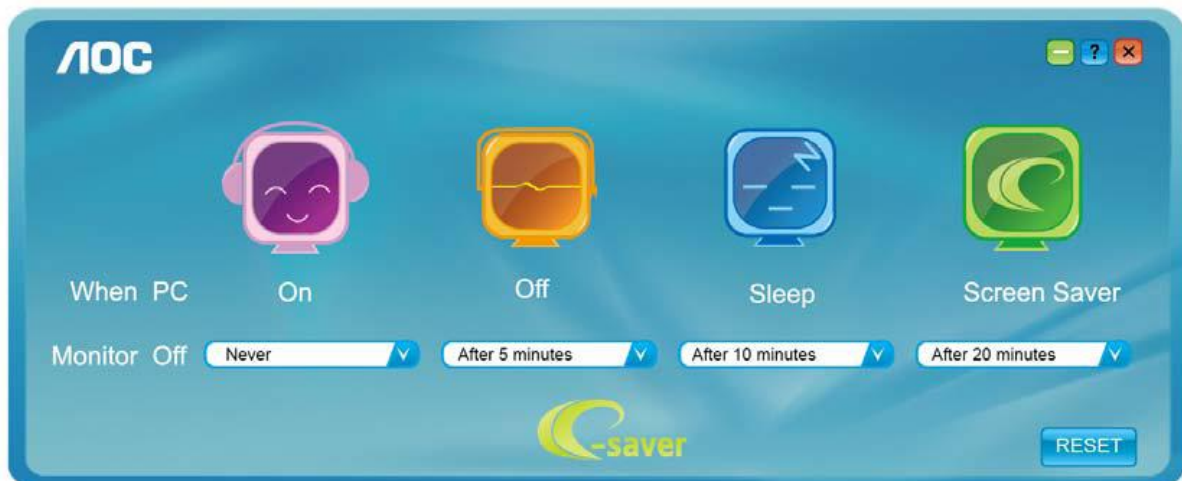 AOC
?
When PC On Off Sleep Screen Saver
Monitor Off Never After 5 minutes After 10 minutes After 20 minutes
e-saver
RESET